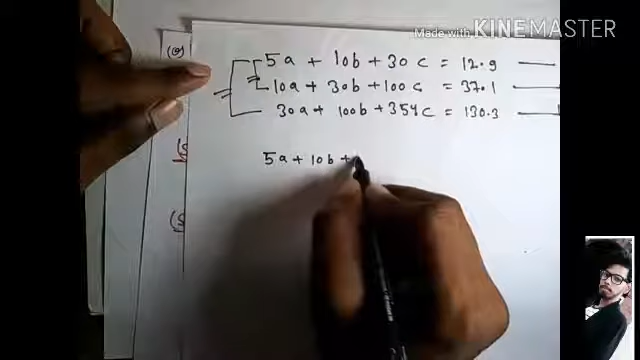 Made with KINEMASTER
5a + 10b + 30c = 12.9
10a + 30b + 100c = 37.1
30a + 100b + 354c = 130.3
5a + 10b +